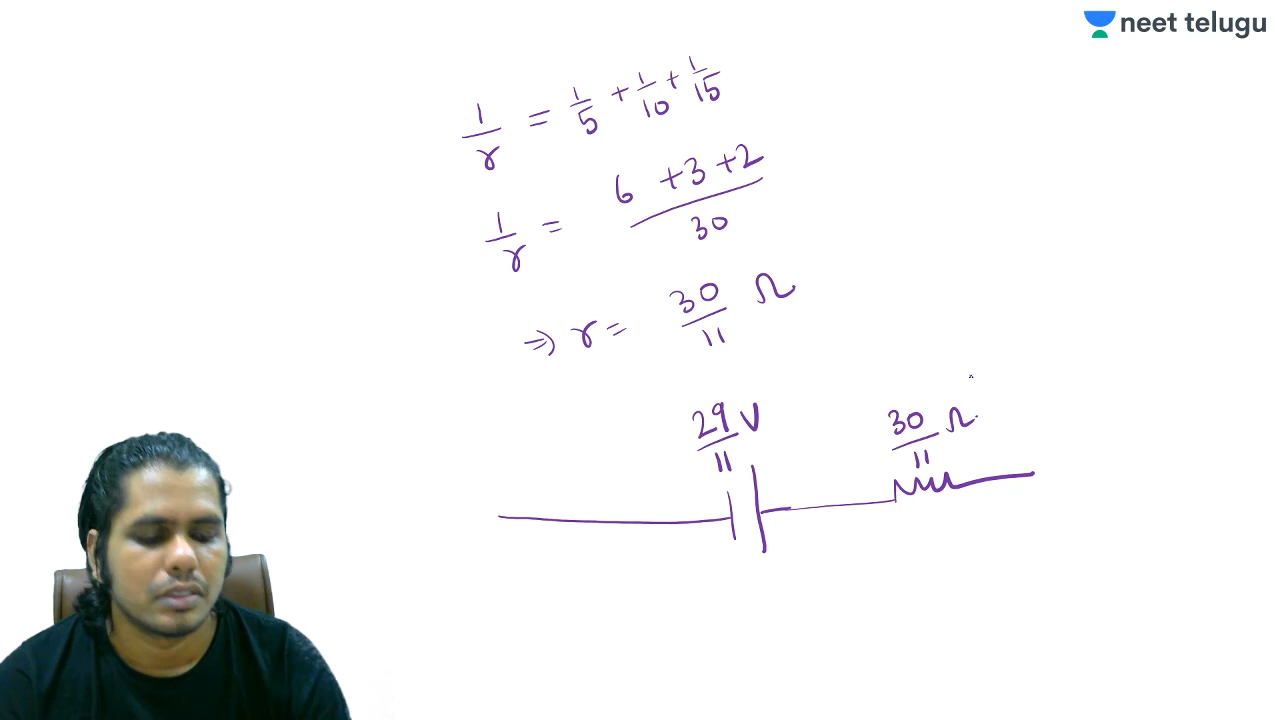 neet telugu
1/r = 1/5 + 1/10 + 1/15
1/r = 6 + 3 + 2 / 30
⇒ r = 30/11 Ω
29/11 V
30/11 Ω